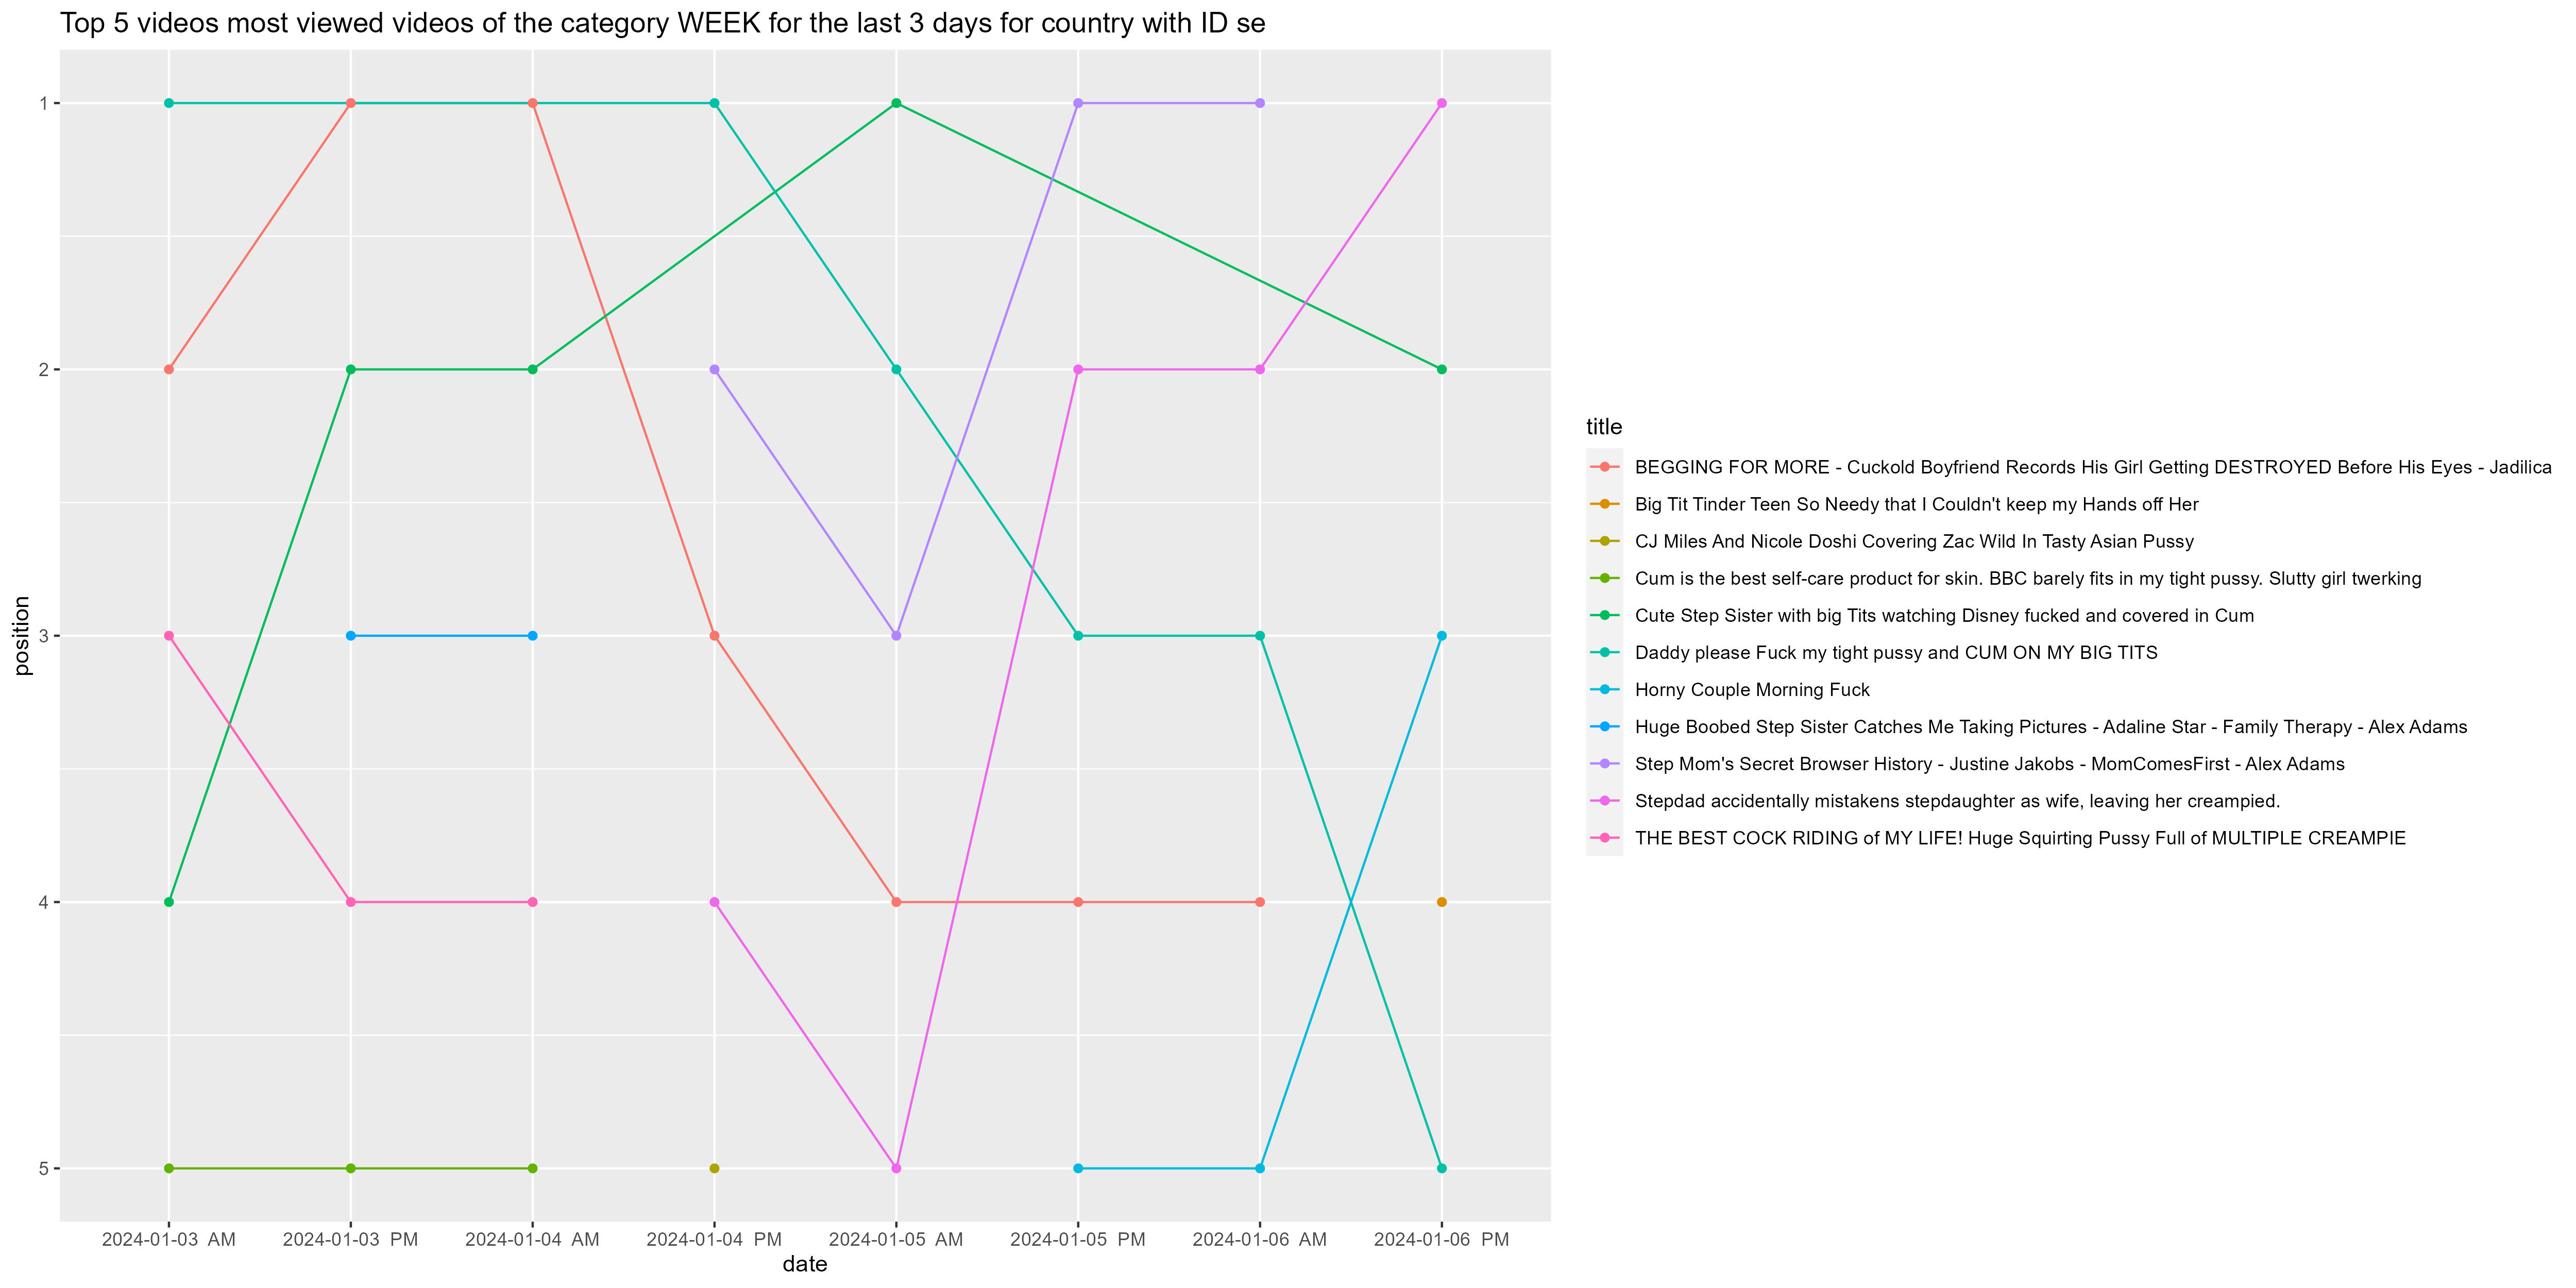 Top 5 videos most viewed videos of the category WEEK for the last 3 days for country with ID se
position
1
2
3
4
5
2024-01-03 AM
2024-01-03 PM
2024-01-04 AM
2024-01-04 PM
2024-01-05 AM
2024-01-05 PM
2024-01-06 AM
2024-01-06 PM
date
title
BEGGING FOR MORE - Cuckold Boyfriend Records His Girl Getting DESTROYED Before His Eyes - Jadilica
Big Tit Tinder Teen So Needy that I Couldn't keep my Hands off Her
CJ Miles And Nicole Doshi Covering Zac Wild In Tasty Asian Pussy
Cum is the best self-care product for skin. BBC barely fits in my tight pussy. Slutty girl twerking
Cute Step Sister with big Tits watching Disney fucked and covered in Cum
Daddy please Fuck my tight pussy and CUM ON MY BIG TITS
Horny Couple Morning Fuck
Huge Boobed Step Sister Catches Me Taking Pictures - Adaline Star - Family Therapy - Alex Adams
Step Mom's Secret Browser History - Justine Jakobs - MomComesFirst - Alex Adams
Stepdad accidentally mistakens stepdaughter as wife, leaving her creampied.
THE BEST COCK RIDING of MY LIFE! Huge Squirting Pussy Full of MULTIPLE CREAMPIE